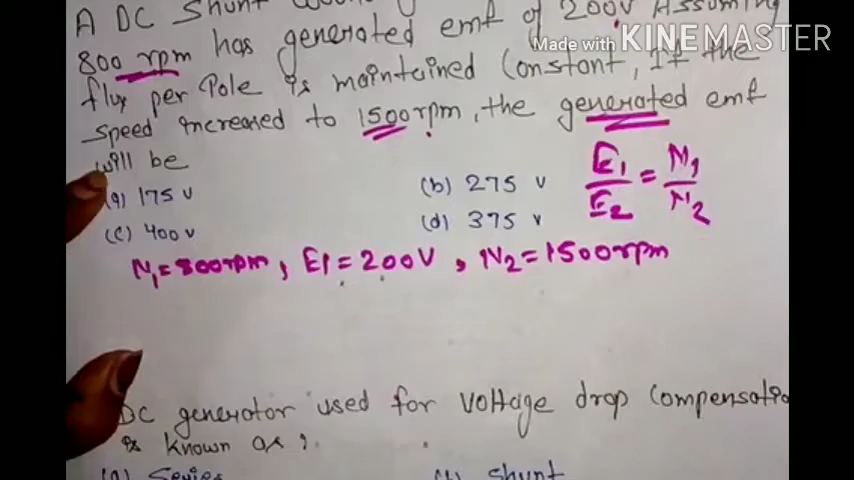 A DC Shunt
of 200v Assuming
800 rpm has generated emf
flux per Pole is maintained Constant, If the
speed increased to 1500rpm, the generated emf
will be
(a) 175 v
(b) 275 v
(c) 400 v
(d) 375 v
E1/E2 = N1/N2
N1=800rpm, E1=200V, N2=1500rpm
DC generator used for Voltage drop Compensatio
is known as :
(a) Series
shunt
Made with KINEMASTER